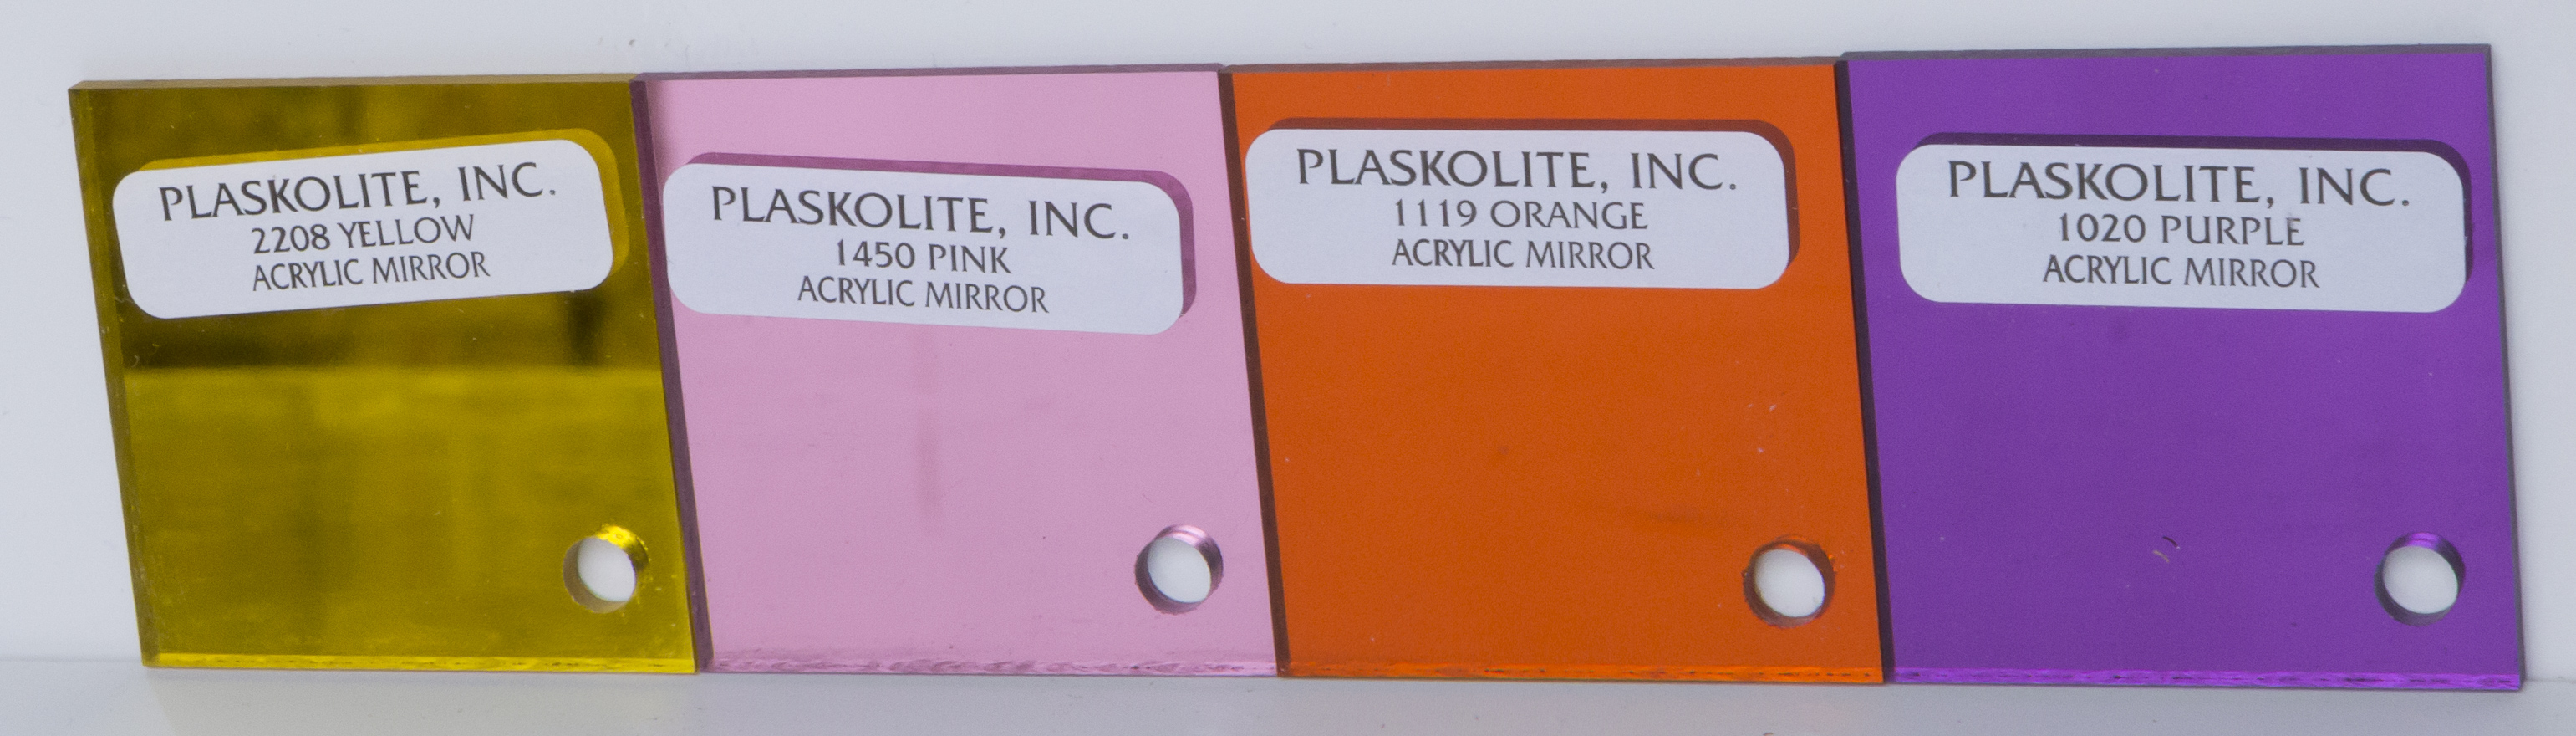 PLASKOLITE, INC.
2208 YELLOW
ACRYLIC MIRROR
PLASKOLITE, INC.
1450 PINK
ACRYLIC MIRROR
PLASKOLITE, INC.
1119 ORANGE
ACRYLIC MIRROR
PLASKOLITE, INC.
1020 PURPLE
ACRYLIC MIRROR